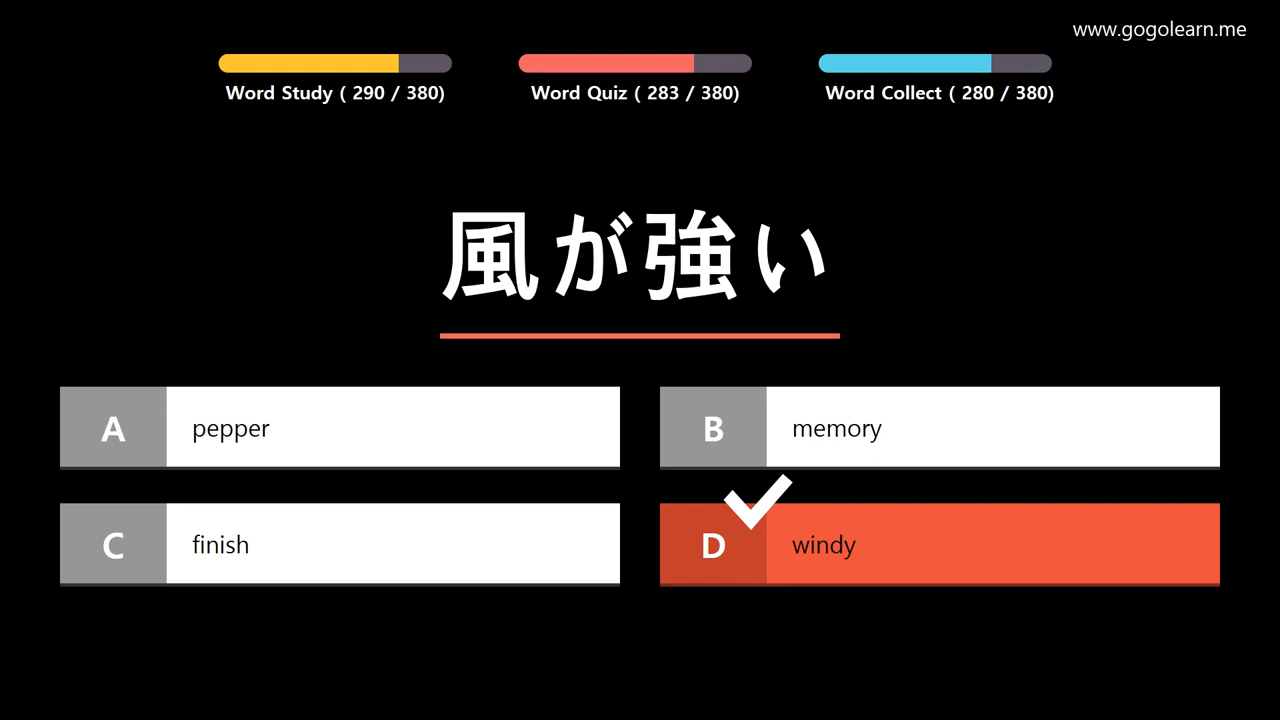 www.gogolearn.me
Word Study ( 290 / 380)
Word Quiz ( 283 / 380)
Word Collect ( 280 / 380)
風が強い
A pepper
B memory
C finish
D windy